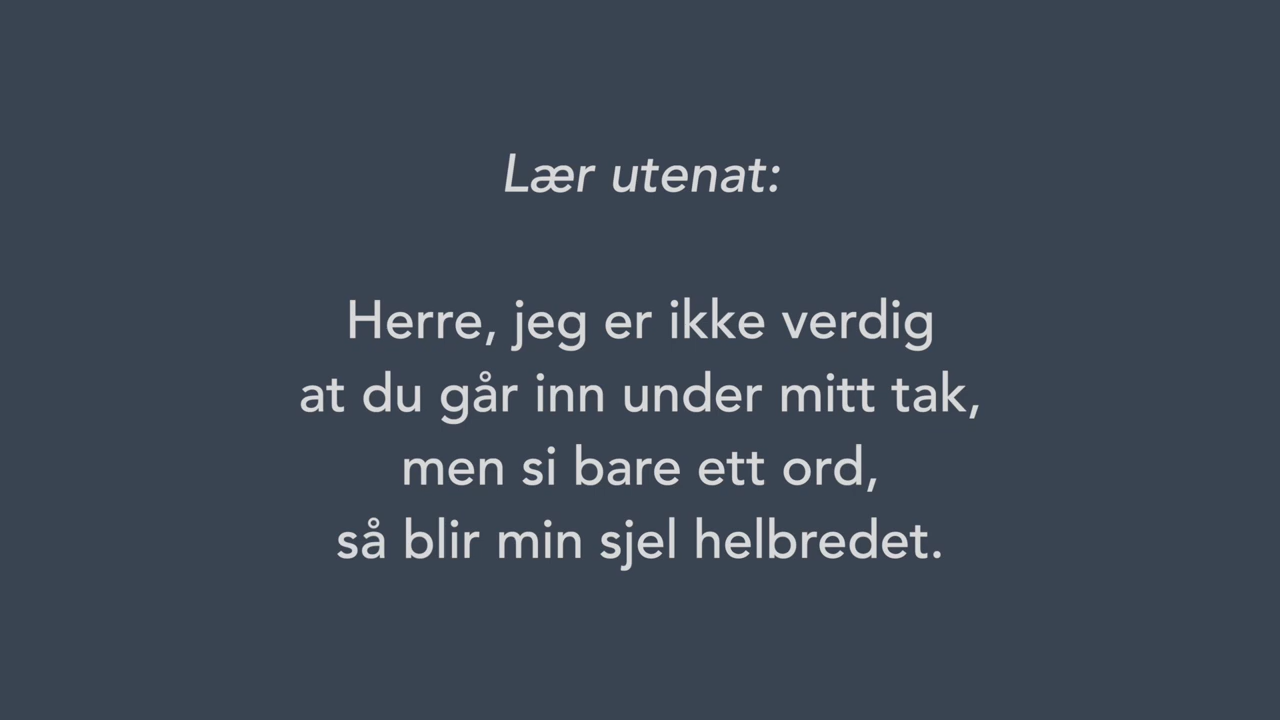 Lær utenat:
Herre, jeg er ikke verdig
at du går inn under mitt tak,
men si bare ett ord,
så blir min sjel helbredet.